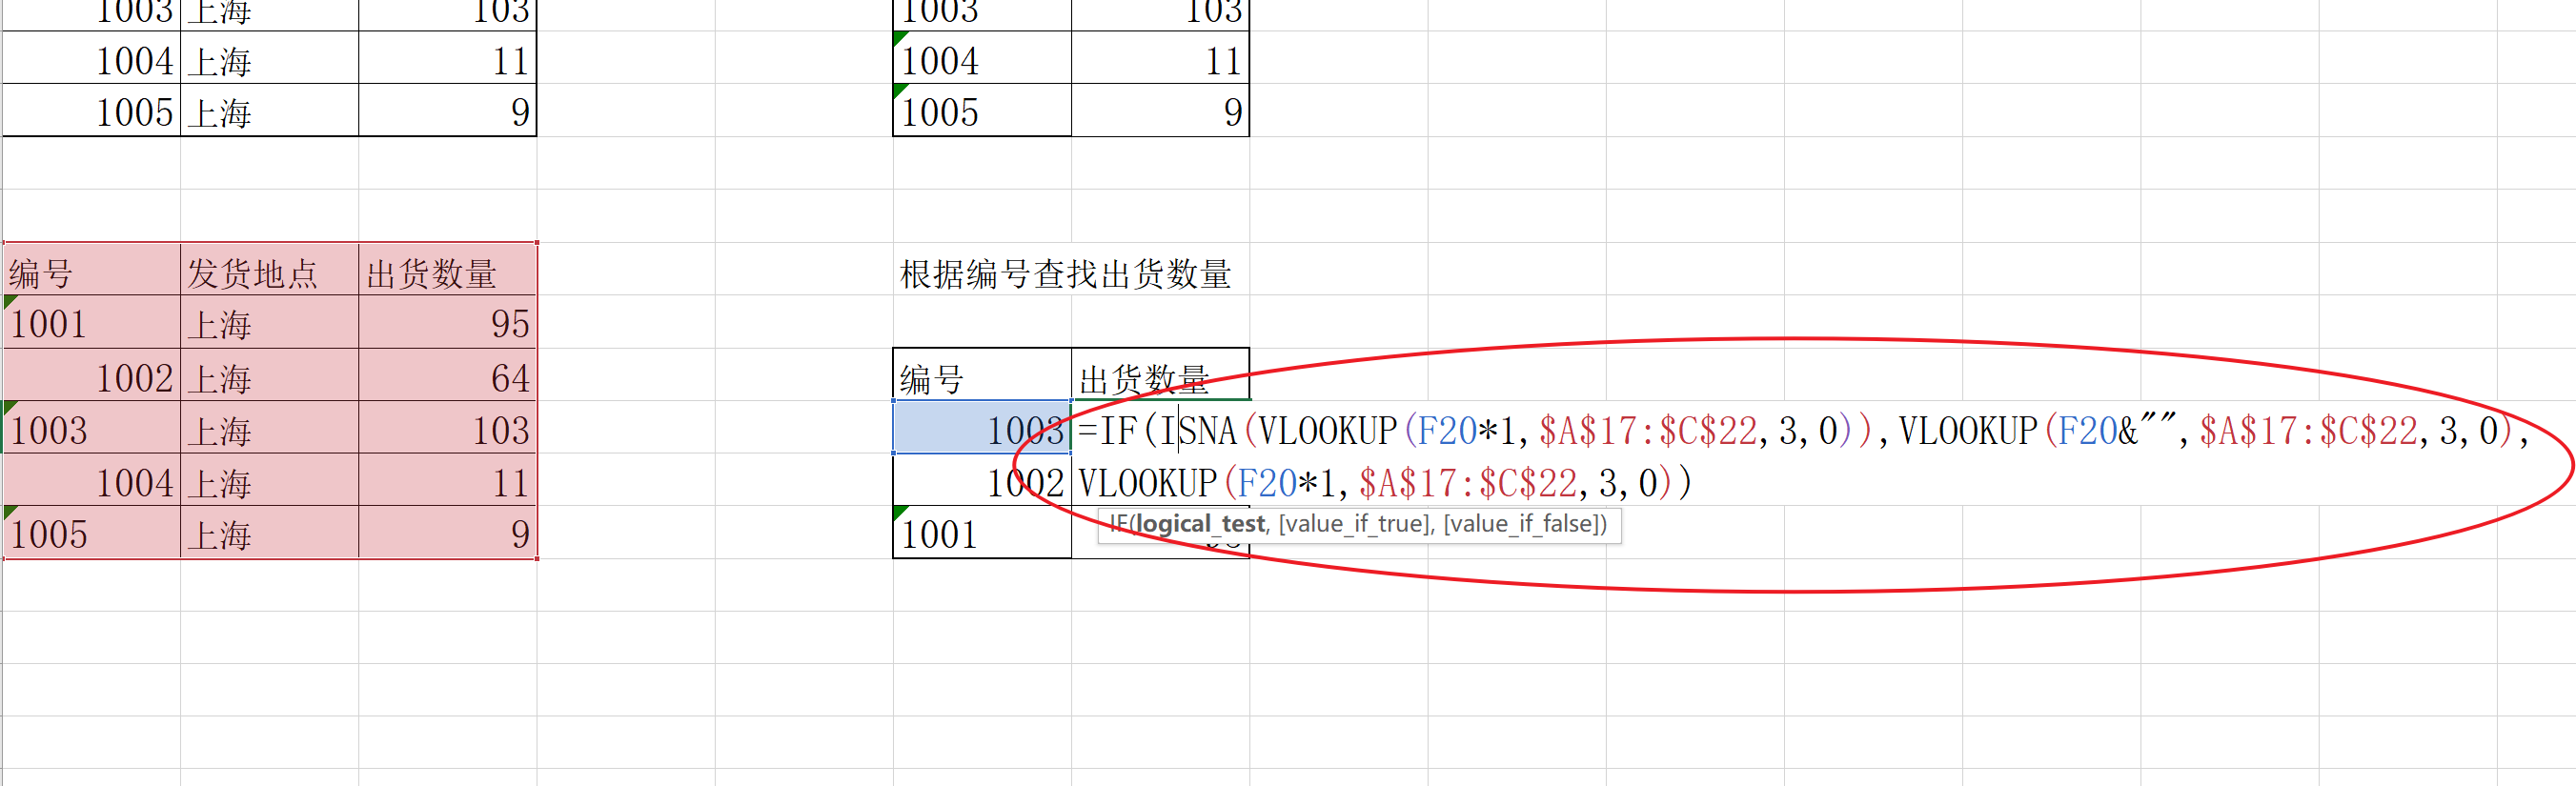 1003 上海 103 1003 103
1004 上海 11 1004 11
1005 上海 9 1005 9
编号 发货地点 出货数量 根据编号查找出货数量
1001 上海 95
1002 上海 64 编号 出货数量
1003 上海 103 1003 =IF(ISNA(VLOOKUP(F20*1,$A$17:$C$22,3,0)),VLOOKUP(F20&"",$A$17:$C$22,3,0),
1004 上海 11 1002 VLOOKUP(F20*1,$A$17:$C$22,3,0))
IF(logical_test, [value_if_true], [value_if_false])
1005 上海 9 1001